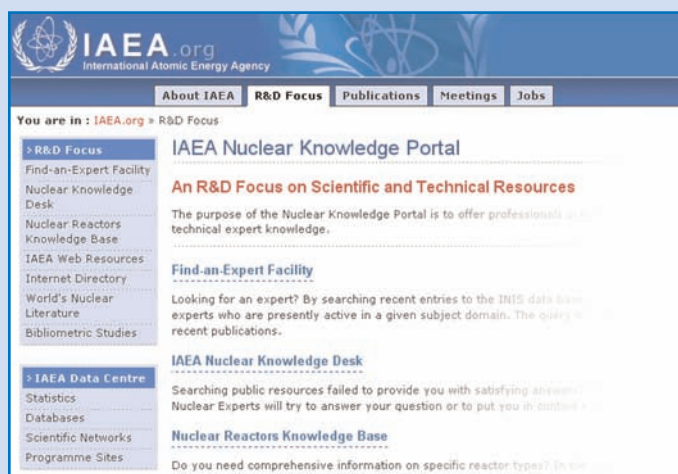 IAEA.org
International Atomic Energy Agency
About IAEA R&D Focus Publications Meetings Jobs
You are in : IAEA.org » R&D Focus
>R&D Focus
Find-an-Expert Facility
Nuclear Knowledge
Desk
Nuclear Reactors
Knowledge Base
IAEA Web Resources
Internet Directory
World's Nuclear
Literature
Bibliometric Studies
>IAEA Data Centre
Statistics
Databases
Scientific Networks
Programme Sites
IAEA Nuclear Knowledge Portal
An R&D Focus on Scientific and Technical Resources
The purpose of the Nuclear Knowledge Portal is to offer professionals
technical expert knowledge.
Find-an-Expert Facility
Looking for an expert? By searching recent entries to the INIS data
experts who are presently active in a given subject domain. The query
recent publications.
IAEA Nuclear Knowledge Desk
Searching public resources failed to provide you with satisfying answers
Nuclear Experts will try to answer your question or to put you in
Nuclear Reactors Knowledge Base
Do you need comprehensive information on specific reactor types? In